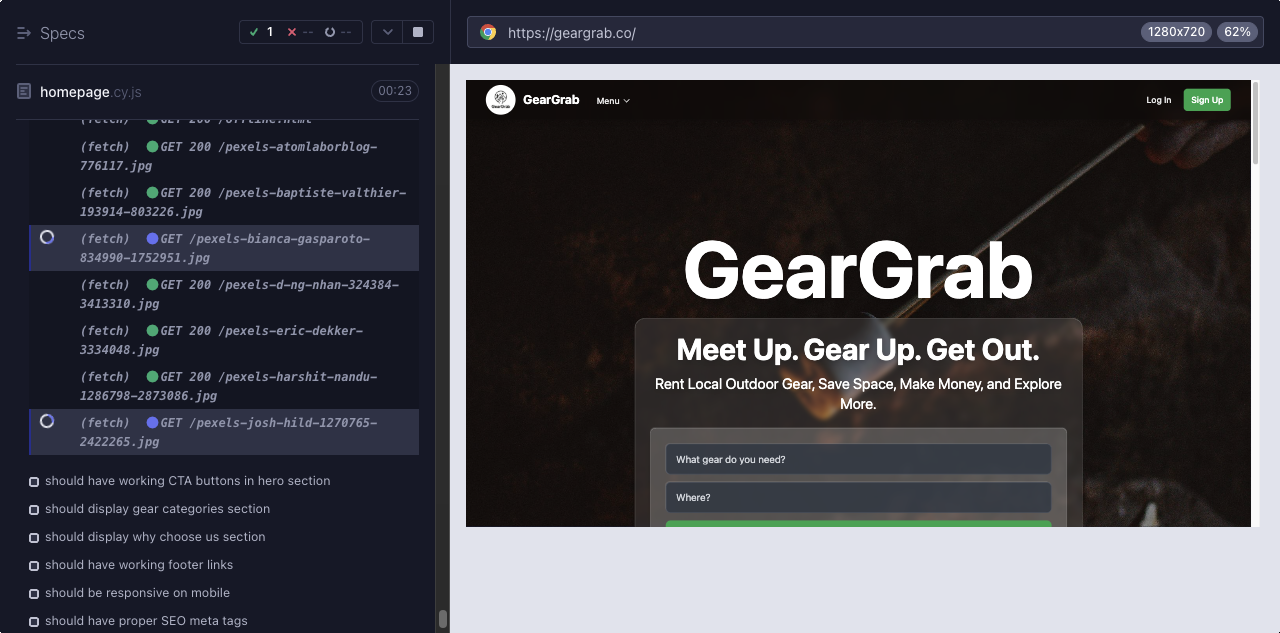 Specs
1
--
--
https://geargrab.co/
1280x720
62%
homepage.cy.js
00:23
(fetch) GET 200 /offline.html
(fetch) GET 200 /pexels-atomlaborblog-
776117.jpg
(fetch) GET 200 /pexels-baptiste-valthier-
193914-803226.jpg
(fetch) GET /pexels-bianca-gasparoto-
834990-1752951.jpg
(fetch) GET 200 /pexels-d-ng-nhan-324384-
3413310.jpg
(fetch) GET 200 /pexels-eric-dekker-
3334048.jpg
(fetch) GET 200 /pexels-harshit-nandu-
1286798-2873086.jpg
(fetch) GET /pexels-josh-hild-1270765-
2422265.jpg
should have working CTA buttons in hero section
should display gear categories section
should display why choose us section
should have working footer links
should be responsive on mobile
should have proper SEO meta tags
GearGrab
GearGrab
Menu
Log In
Sign Up
GearGrab
Meet Up. Gear Up. Get Out.
Rent Local Outdoor Gear, Save Space, Make Money, and Explore
More.
What gear do you need?
Where?